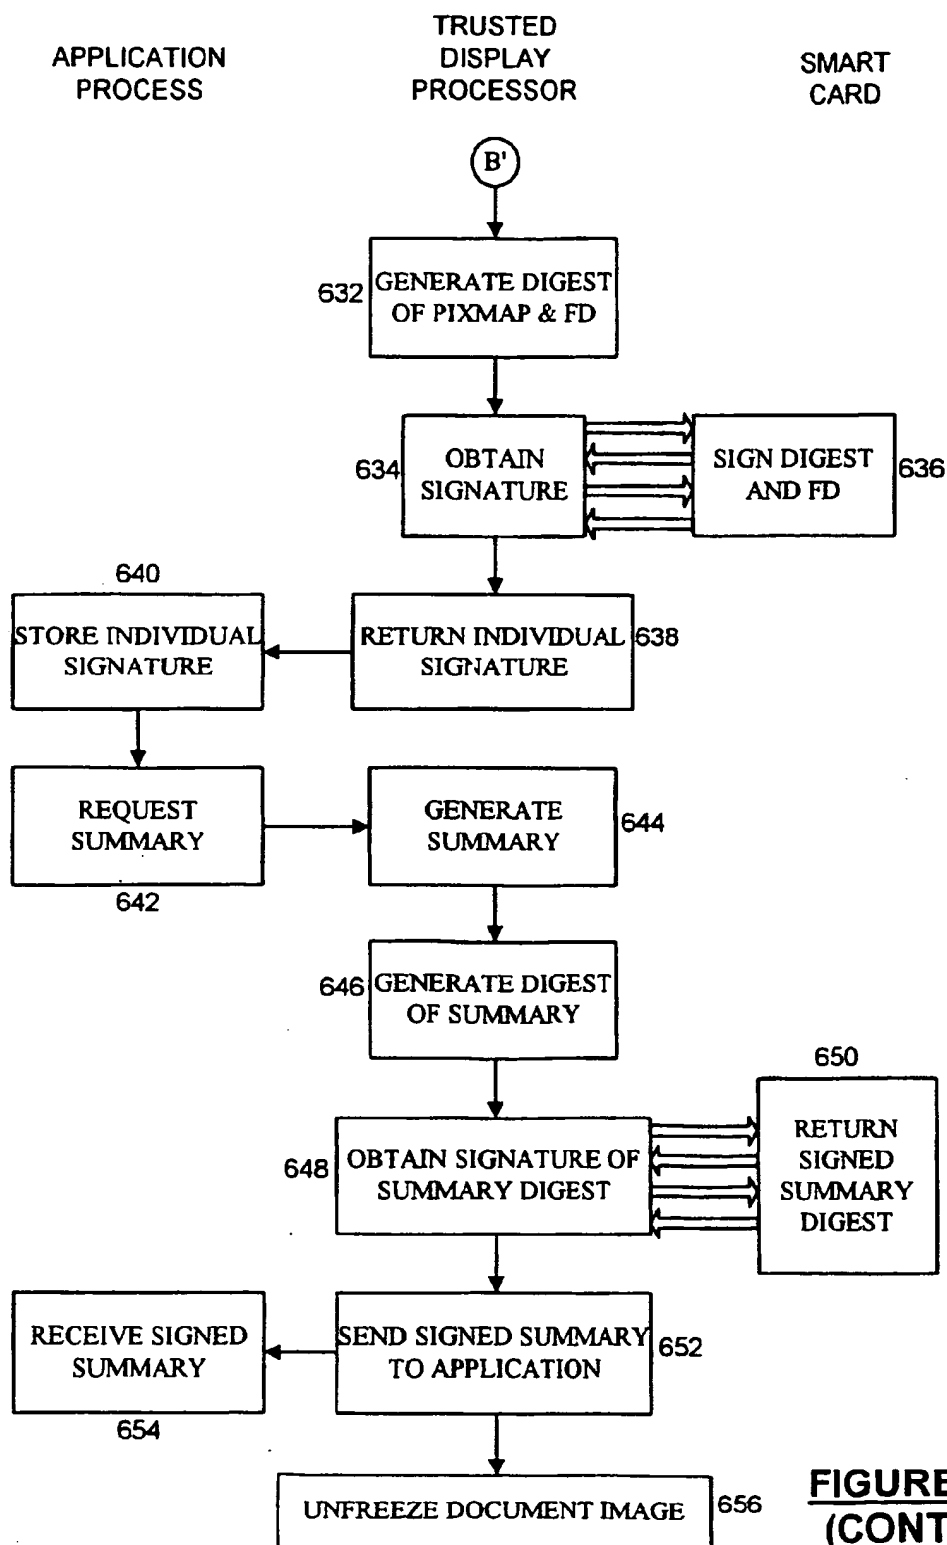 APPLICATION
PROCESS
TRUSTED
DISPLAY
PROCESSOR
SMART
CARD
B'
632
GENERATE DIGEST
OF PIXMAP & FD
634
OBTAIN
SIGNATURE
SIGN DIGEST
AND FD
636
640
STORE INDIVIDUAL
SIGNATURE
RETURN INDIVIDUAL
SIGNATURE
638
REQUEST
SUMMARY
642
GENERATE
SUMMARY
644
646
GENERATE DIGEST
OF SUMMARY
648
OBTAIN SIGNATURE OF
SUMMARY DIGEST
650
RETURN
SIGNED
SUMMARY
DIGEST
RECEIVE SIGNED
SUMMARY
654
SEND SIGNED SUMMARY
TO APPLICATION
652
UNFREEZE DOCUMENT IMAGE
656
FIGURE
(CONT